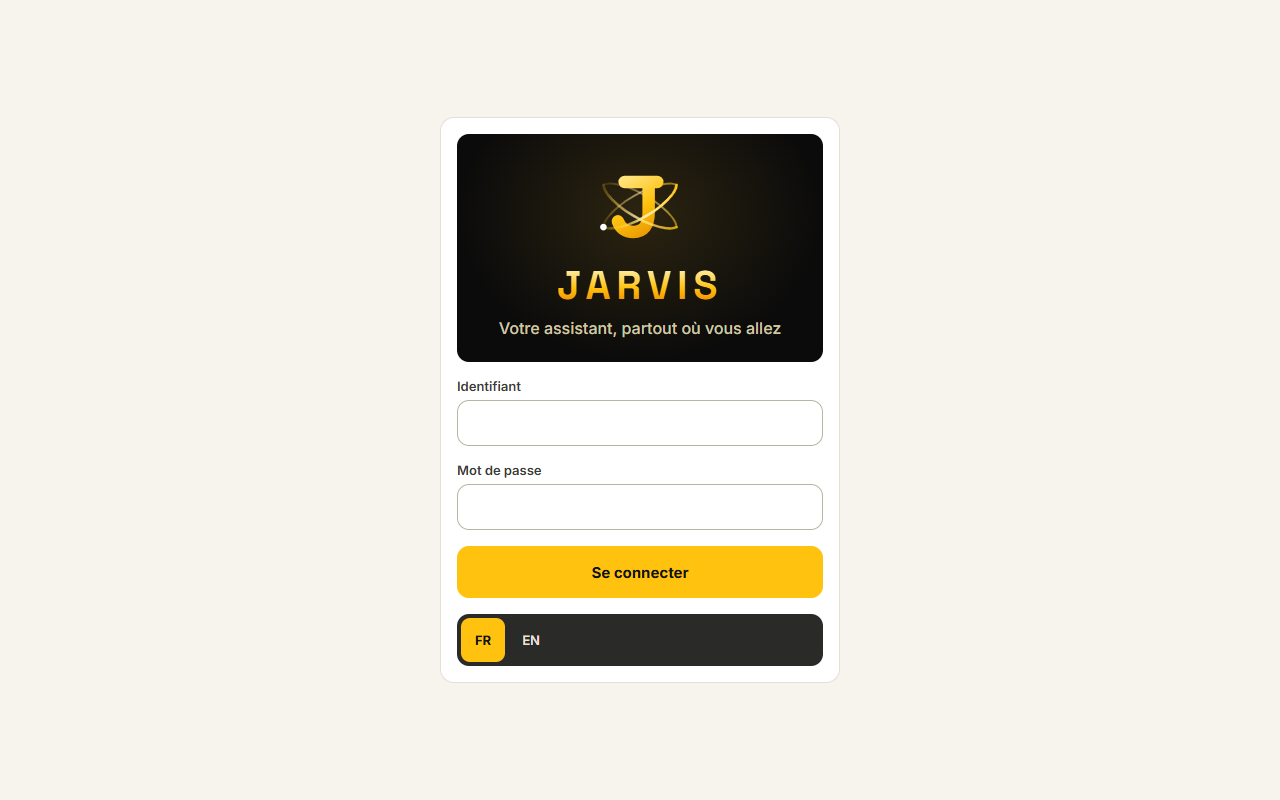 J
JARVIS
Votre assistant, partout où vous allez
Identifiant
Mot de passe
Se connecter
FR EN